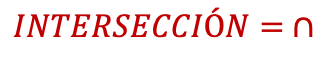 INTERSECCIÓN = ∩